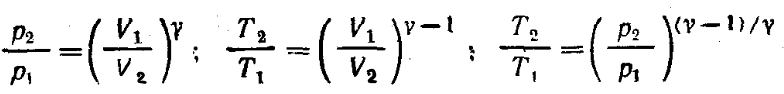 p₂/p₁ = (V₁/V₂)^γ ; T₂/T₁ = (V₁/V₂)^(γ−1) ; T₂/T₁ = (p₂/p₁)^((γ−1)/γ)